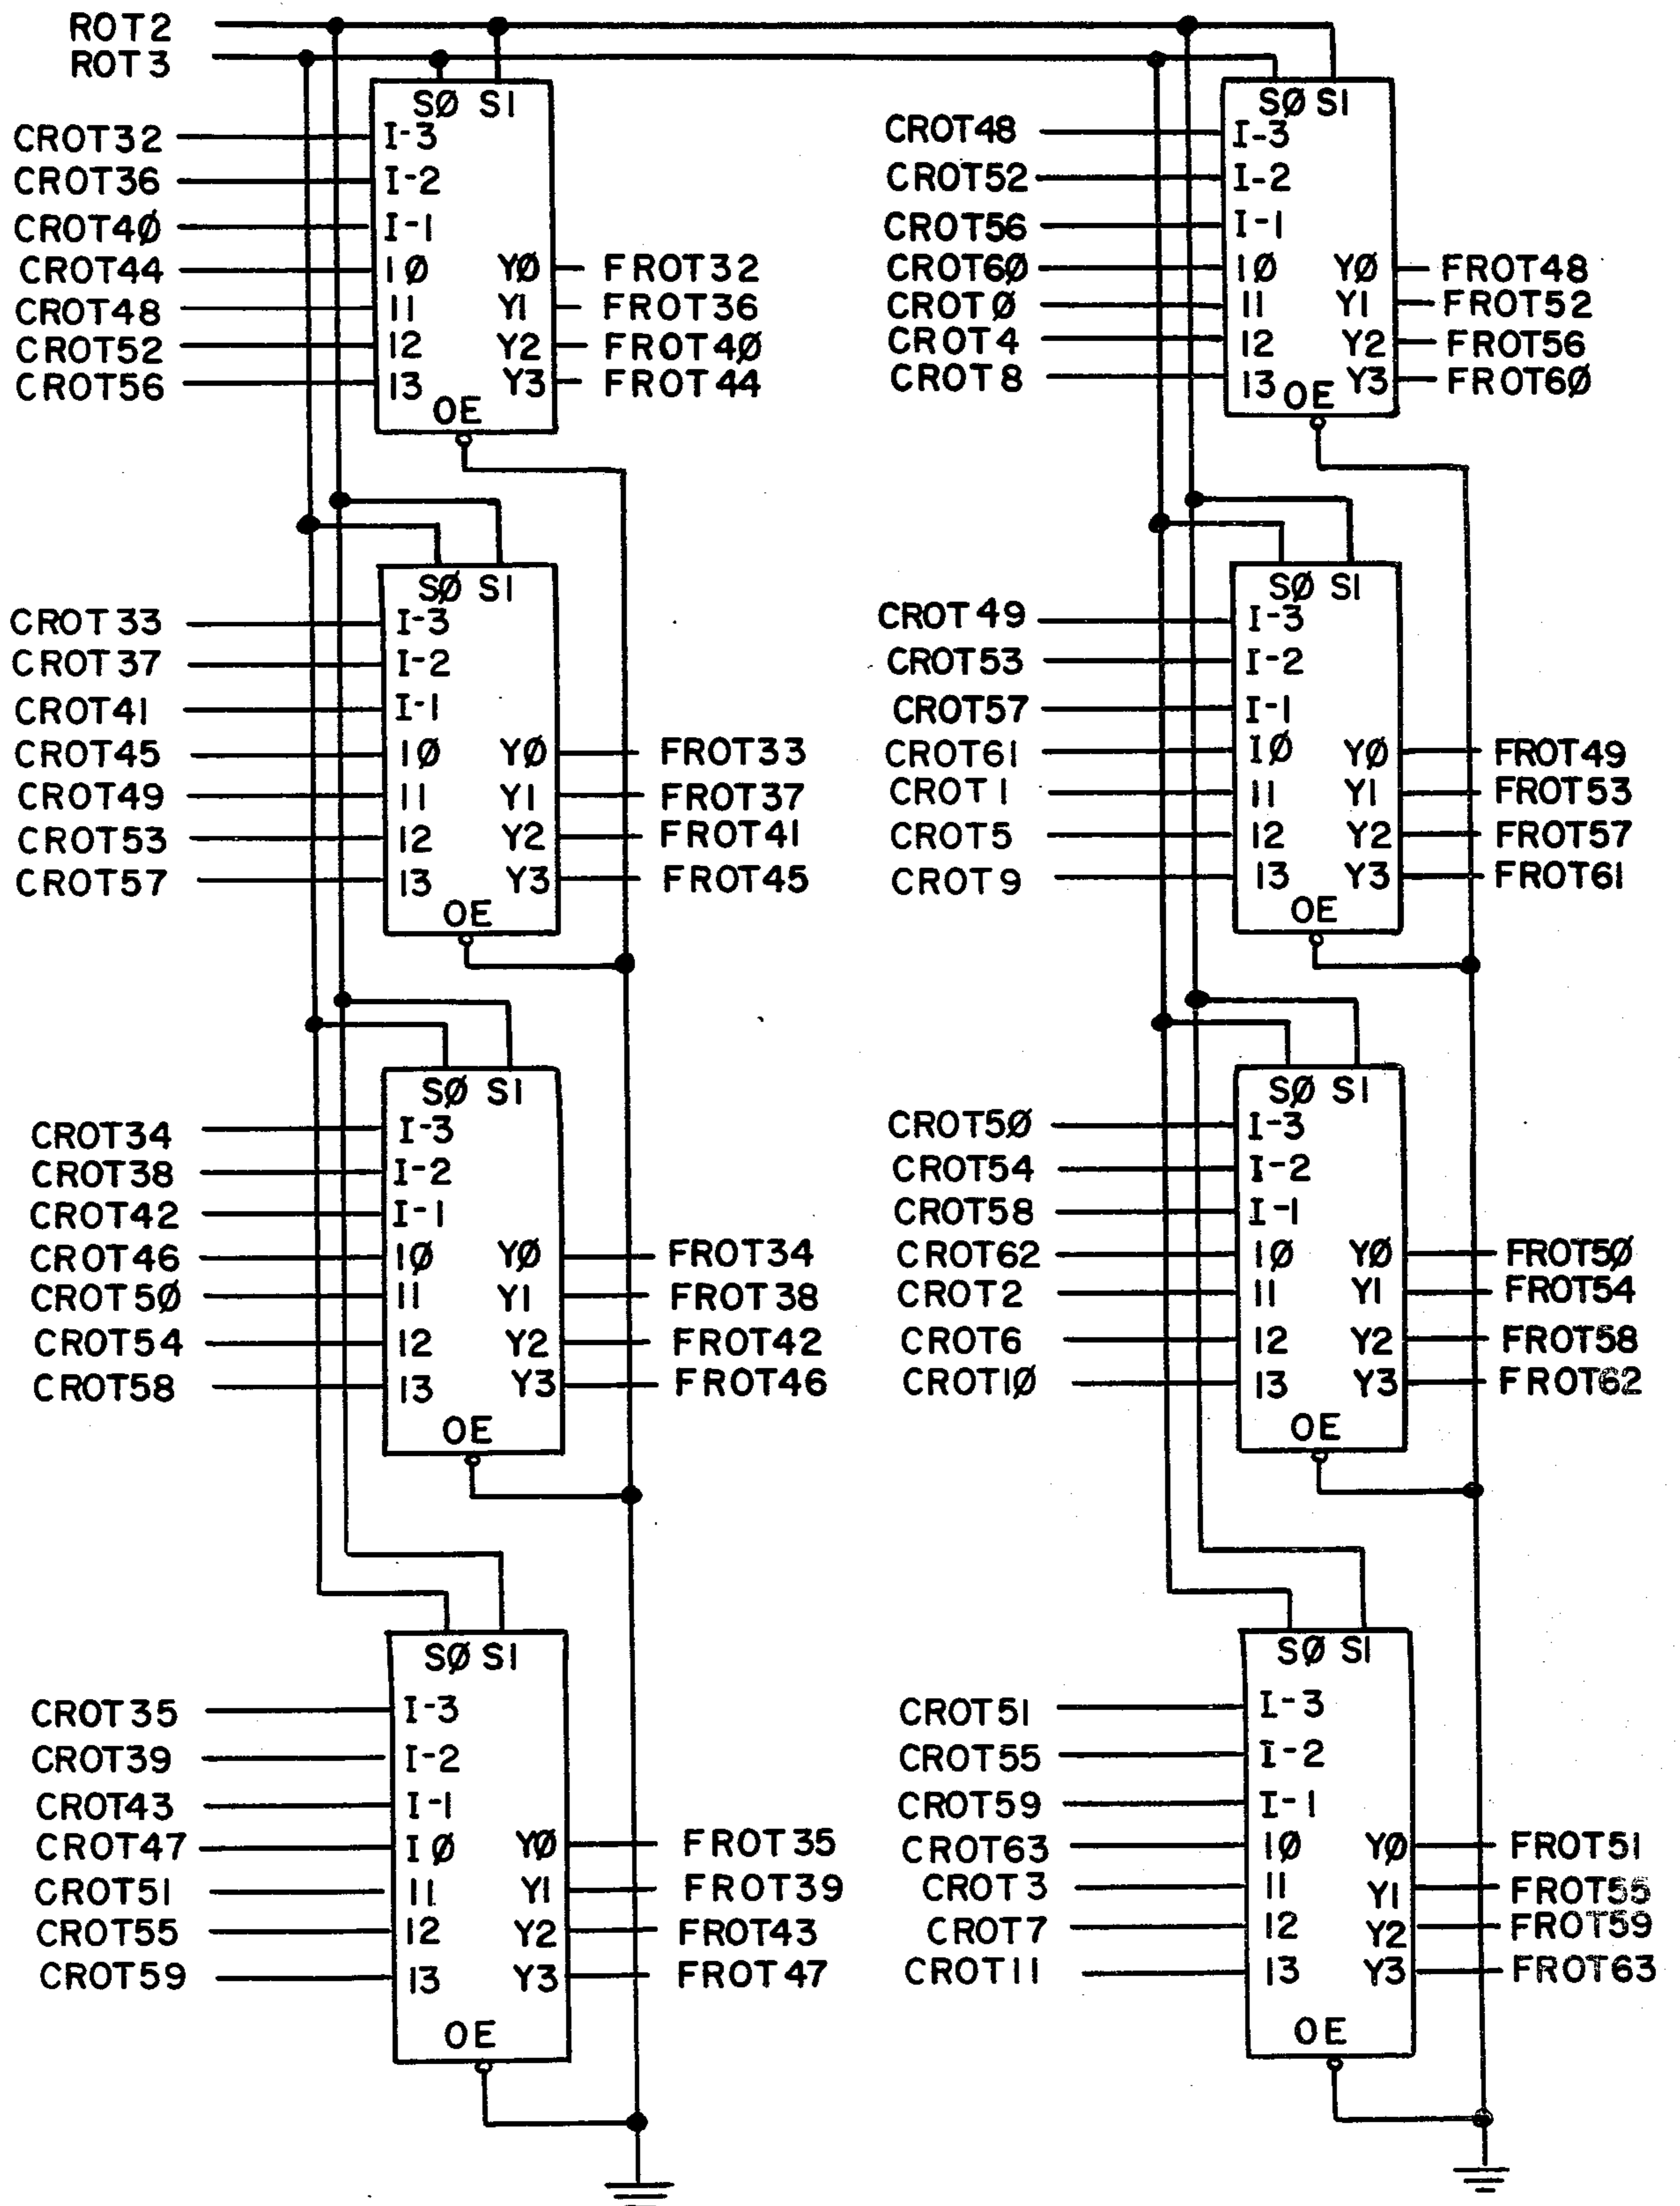 ROT2
ROT3
SØ S1
CROT32 I-3
CROT36 I-2
CROT4Ø I-1
CROT44 IØ YØ FROT32
CROT48 I1 Y1 FROT36
CROT52 I2 Y2 FROT4Ø
CROT56 I3 Y3 FROT44
OE
SØ S1
CROT33 I-3
CROT37 I-2
CROT41 I-1
CROT45 IØ YØ FROT33
CROT49 I1 Y1 FROT37
CROT53 I2 Y2 FROT41
CROT57 I3 Y3 FROT45
OE
SØ S1
CROT34 I-3
CROT38 I-2
CROT42 I-1
CROT46 IØ YØ FROT34
CROT5Ø I1 Y1 FROT38
CROT54 I2 Y2 FROT42
CROT58 I3 Y3 FROT46
OE
SØ S1
CROT35 I-3
CROT39 I-2
CROT43 I-1
CROT47 IØ YØ FROT35
CROT51 I1 Y1 FROT39
CROT55 I2 Y2 FROT43
CROT59 I3 Y3 FROT47
OE
SØ S1
CROT48 I-3
CROT52 I-2
CROT56 I-1
CROT6Ø IØ YØ FROT48
CROTØ I1 Y1 FROT52
CROT4 I2 Y2 FROT56
CROT8 I3 Y3 FROT6Ø
OE
SØ S1
CROT49 I-3
CROT53 I-2
CROT57 I-1
CROT61 IØ YØ FROT49
CROT1 I1 Y1 FROT53
CROT5 I2 Y2 FROT57
CROT9 I3 Y3 FROT61
OE
SØ S1
CROT5Ø I-3
CROT54 I-2
CROT58 I-1
CROT62 IØ YØ FROT5Ø
CROT2 I1 Y1 FROT54
CROT6 I2 Y2 FROT58
CROT1Ø I3 Y3 FROT62
OE
SØ S1
CROT51 I-3
CROT55 I-2
CROT59 I-1
CROT63 IØ YØ FROT51
CROT3 I1 Y1 FROT55
CROT7 I2 Y2 FROT59
CROT11 I3 Y3 FROT63
OE